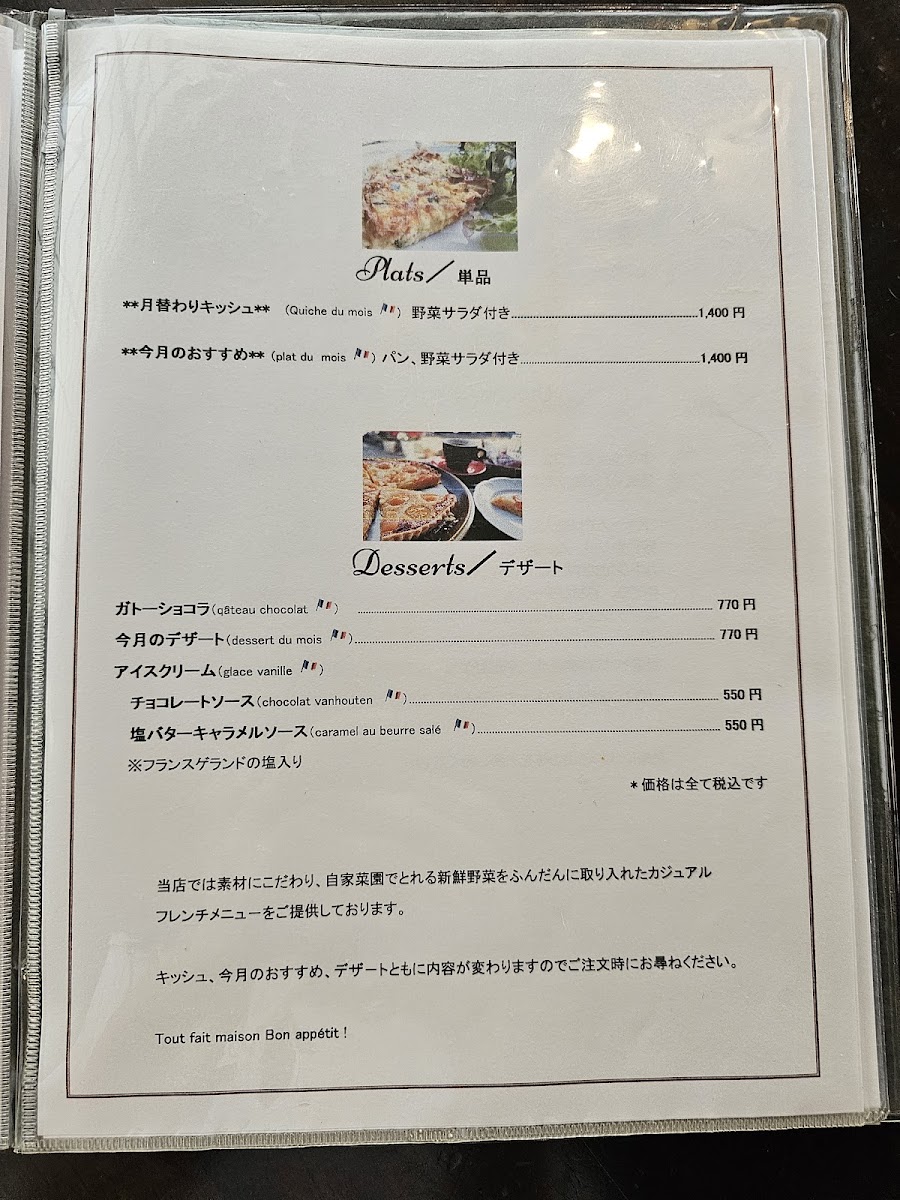 Plats/ 単品
**月替わりキッシュ** (Quiche du mois 🇫🇷) 野菜サラダ付き.......1,400 円
**今月のおすすめ** (plat du mois 🇫🇷) パン、野菜サラダ付き.......1,400 円
Desserts/ デザート
ガトーショコラ(qâteau chocolat 🇫🇷) .......770 円
今月のデザート(dessert du mois 🇫🇷).......770 円
アイスクリーム(glace vanille 🇫🇷)
チョコレートソース(chocolat vanhouten 🇫🇷).......550 円
塩バターキャラメルソース(caramel au beurre salé 🇫🇷).......550 円
※フランスゲランドの塩入り
＊価格は全て税込です
当店では素材にこだわり、自家菜園でとれる新鮮野菜をふんだんに取り入れたカジュアル
フレンチメニューをご提供しております。
キッシュ、今月のおすすめ、デザートともに内容が変わりますのでご注文時にお尋ねください。
Tout fait maison Bon appétit !